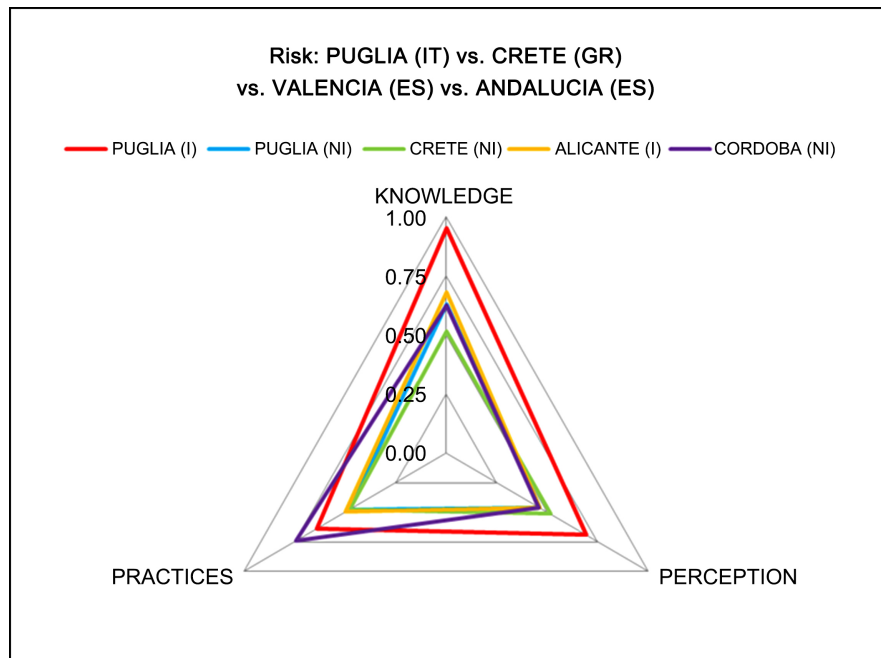 Risk: PUGLIA (IT) vs. CRETE (GR)
vs. VALENCIA (ES) vs. ANDALUCIA (ES)
PUGLIA (I) PUGLIA (NI) CRETE (NI) ALICANTE (I) CORDOBA (NI)
KNOWLEDGE
1.00
0.75
0.50
0.25
0.00
PRACTICES PERCEPTION